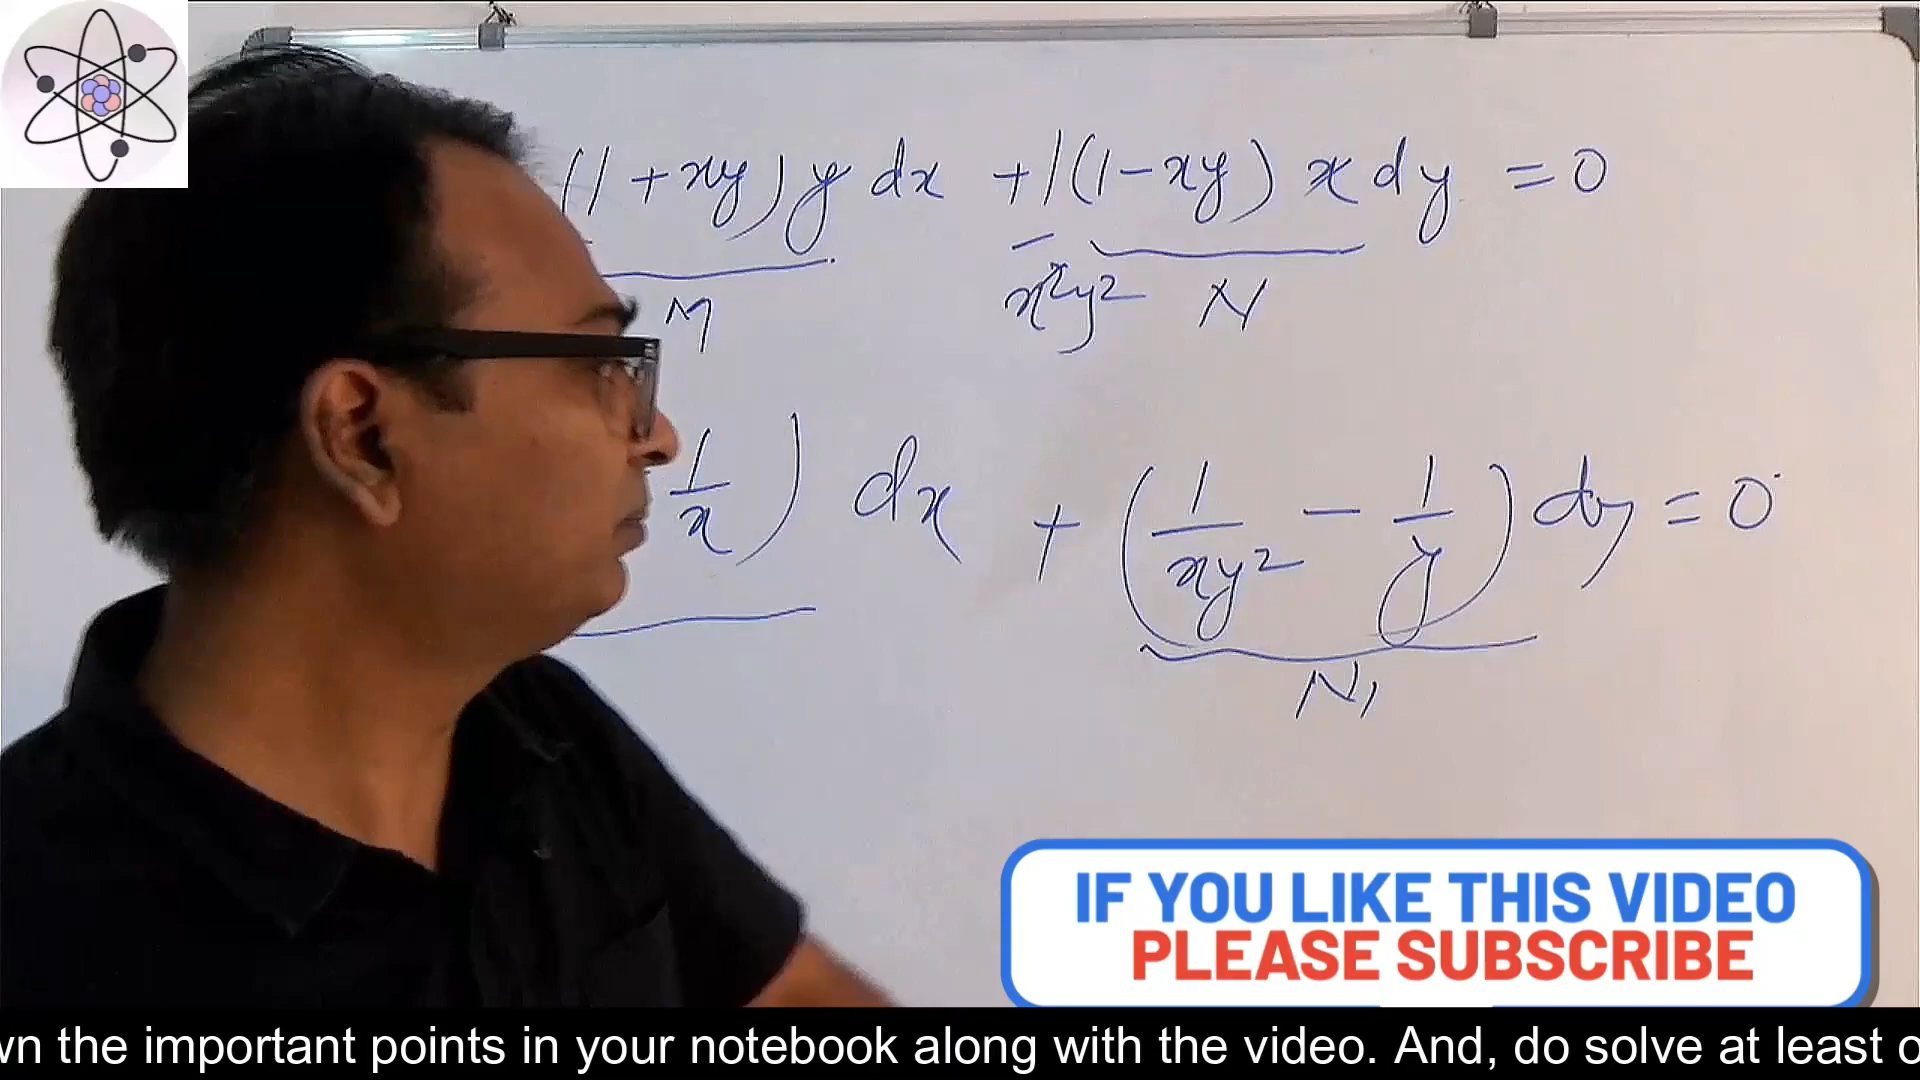 (1 + xy) y dx + 1 (1 - xy) x dy = 0
M x²y² N
1/x) dx + (1/xy² - 1/y) dy = 0
N₁
IF YOU LIKE THIS VIDEO
PLEASE SUBSCRIBE
wn the important points in your notebook along with the video. And, do solve at least o